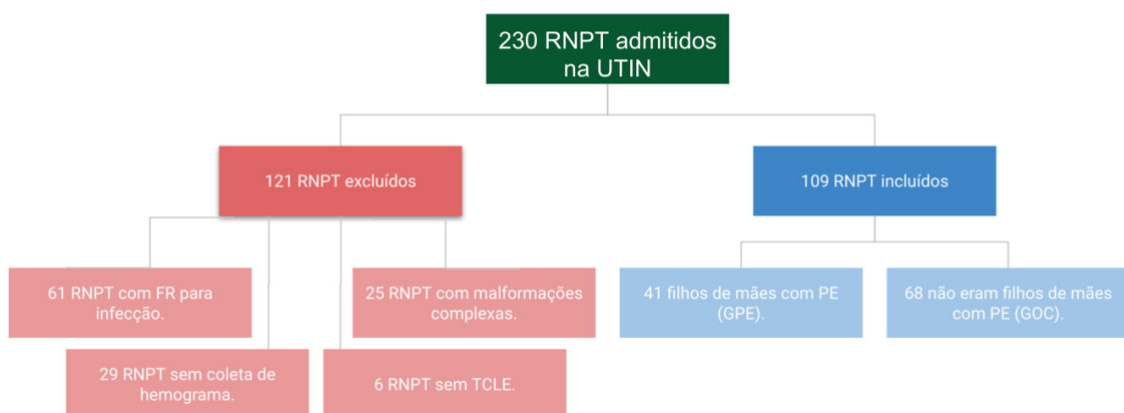 230 RNPT admitidos
na UTIN
121 RNPT excluídos
109 RNPT incluídos
61 RNPT com FR para
infecção.
25 RNPT com malformações
complexas.
41 filhos de mães com PE
(GPE).
68 não eram filhos de mães
com PE (GOC).
29 RNPT sem coleta de
hemograma.
6 RNPT sem TCLE.